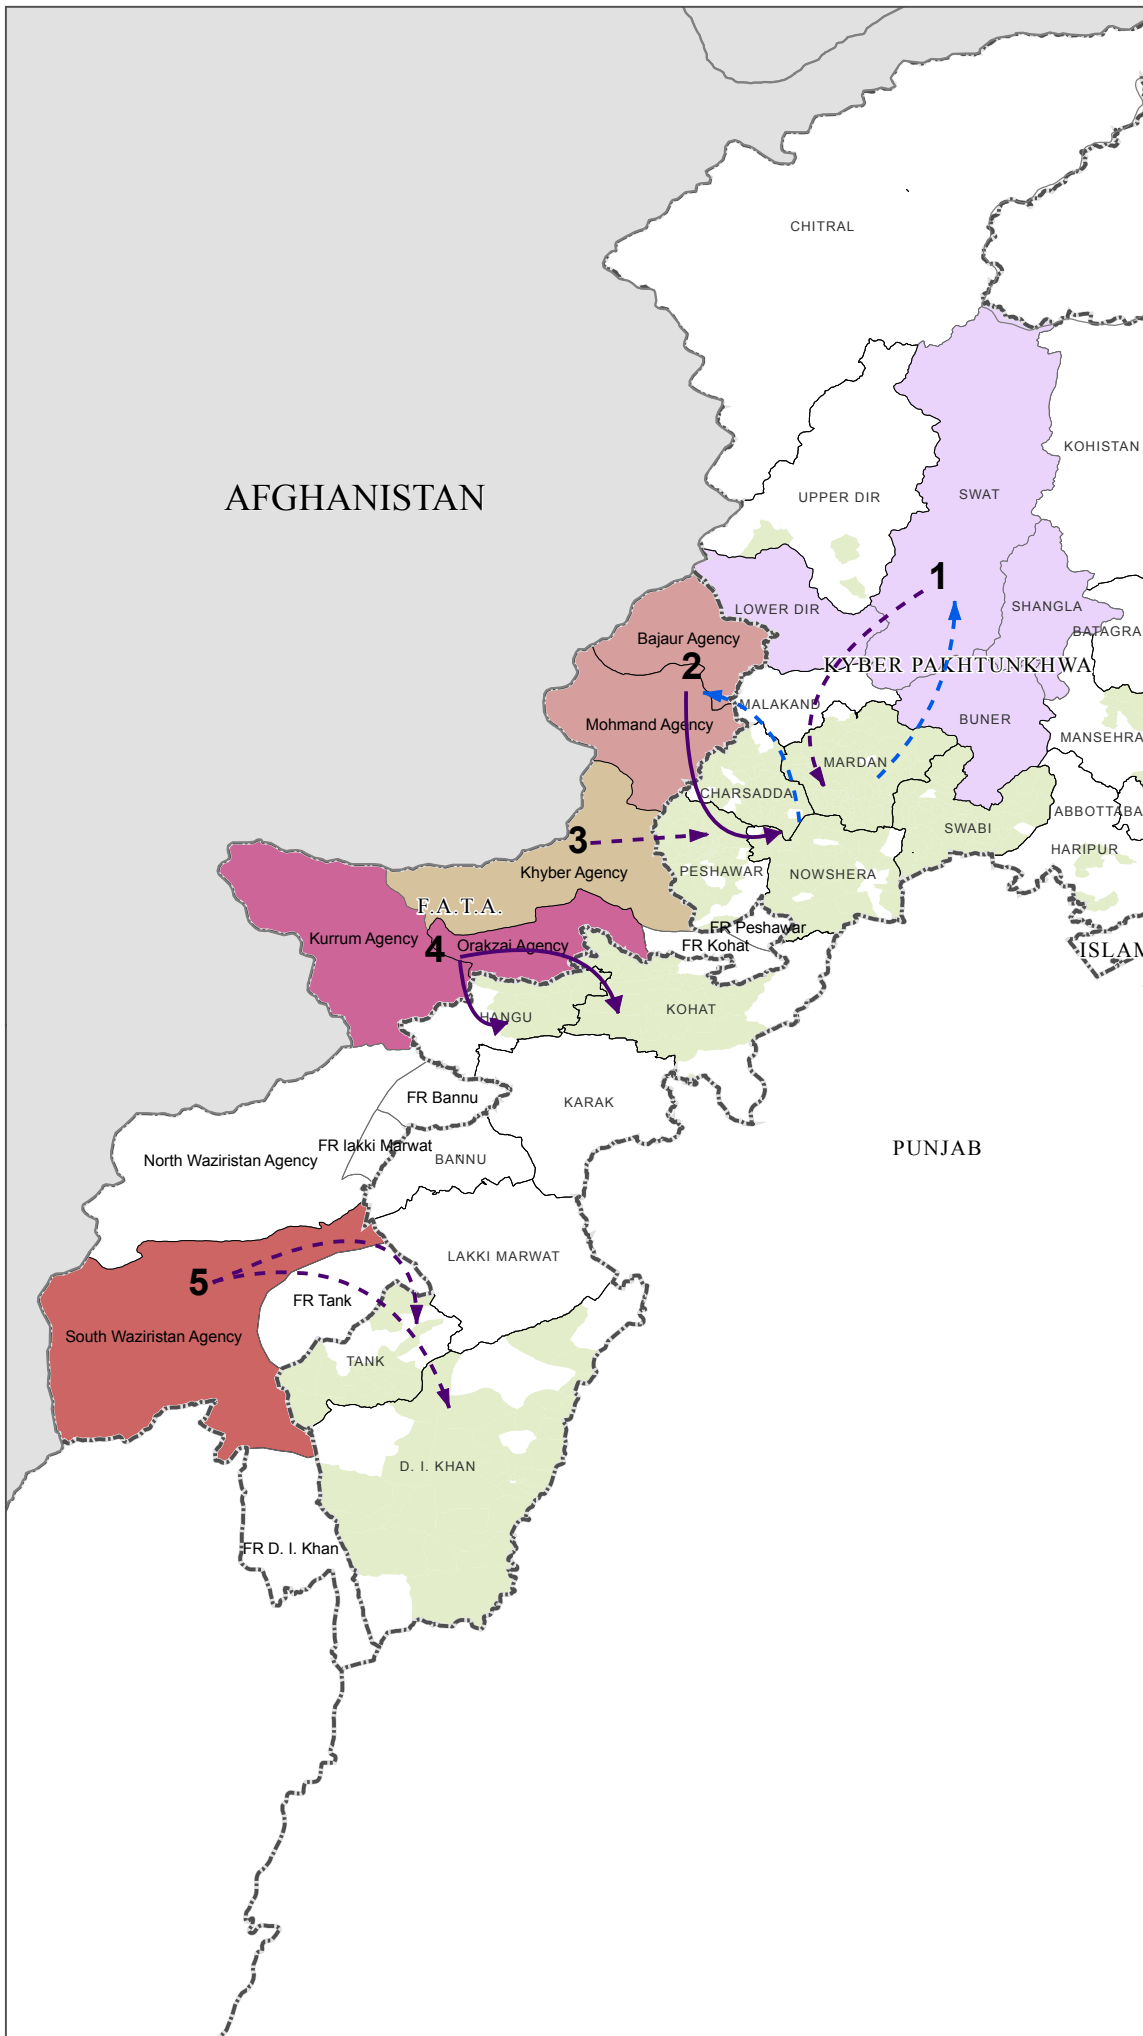 CHITRAL
KOHISTAN
AFGHANISTAN
UPPER DIR
SWAT
1
LOWER DIR
SHANGLA
BATAGRA
Bajaur Agency
2
KYBER PAKHTUNKHWA
MALAKAND
BUNER
Mohmand Agency
MANSEHRA
MARDAN
CHARSADDA
ABBOTTABA
SWABI
3
HARIPUR
Khyber Agency
PESHAWAR
NOWSHERA
F.A.T.A.
FR Peshawar
Kurrum Agency
4
Orakzai Agency
FR Kohat
ISLAM
HANGU
KOHAT
FR Bannu
KARAK
FR lakki Marwat
PUNJAB
North Waziristan Agency
BANNU
LAKKI MARWAT
5
FR Tank
South Waziristan Agency
TANK
D. I. KHAN
FR D. I. Khan